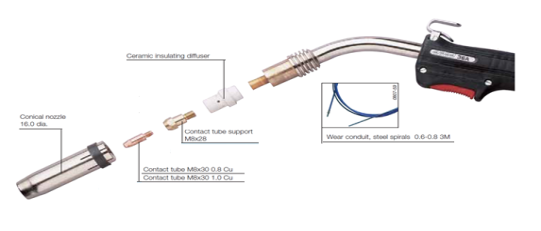 Ceramic insulating diffuser
Conical nozzle
16.0 dia.
Contact tube support
M8x28
Wear conduit, steel spirals 0.6-0.8 3M
Contact tube M8x30 0.8 Cu
Contact tube M8x30 1.0 Cu